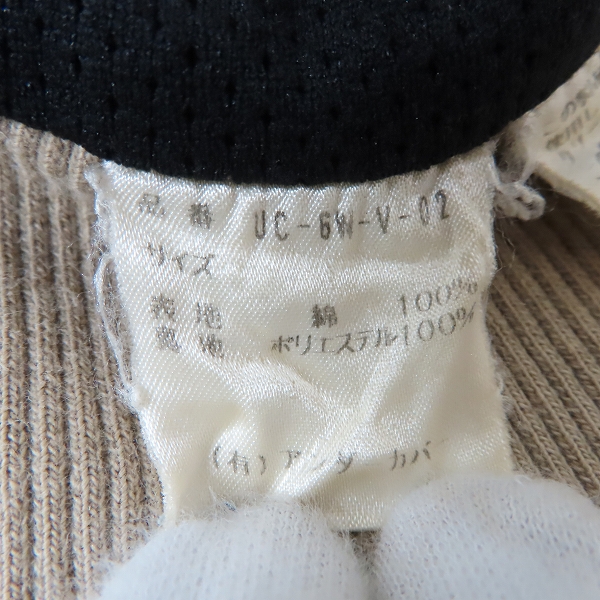 品番 UC-6W-V-02
サイズ
表地 綿 100%
裏地 ポリエステル100%
(有)アンダーカバ